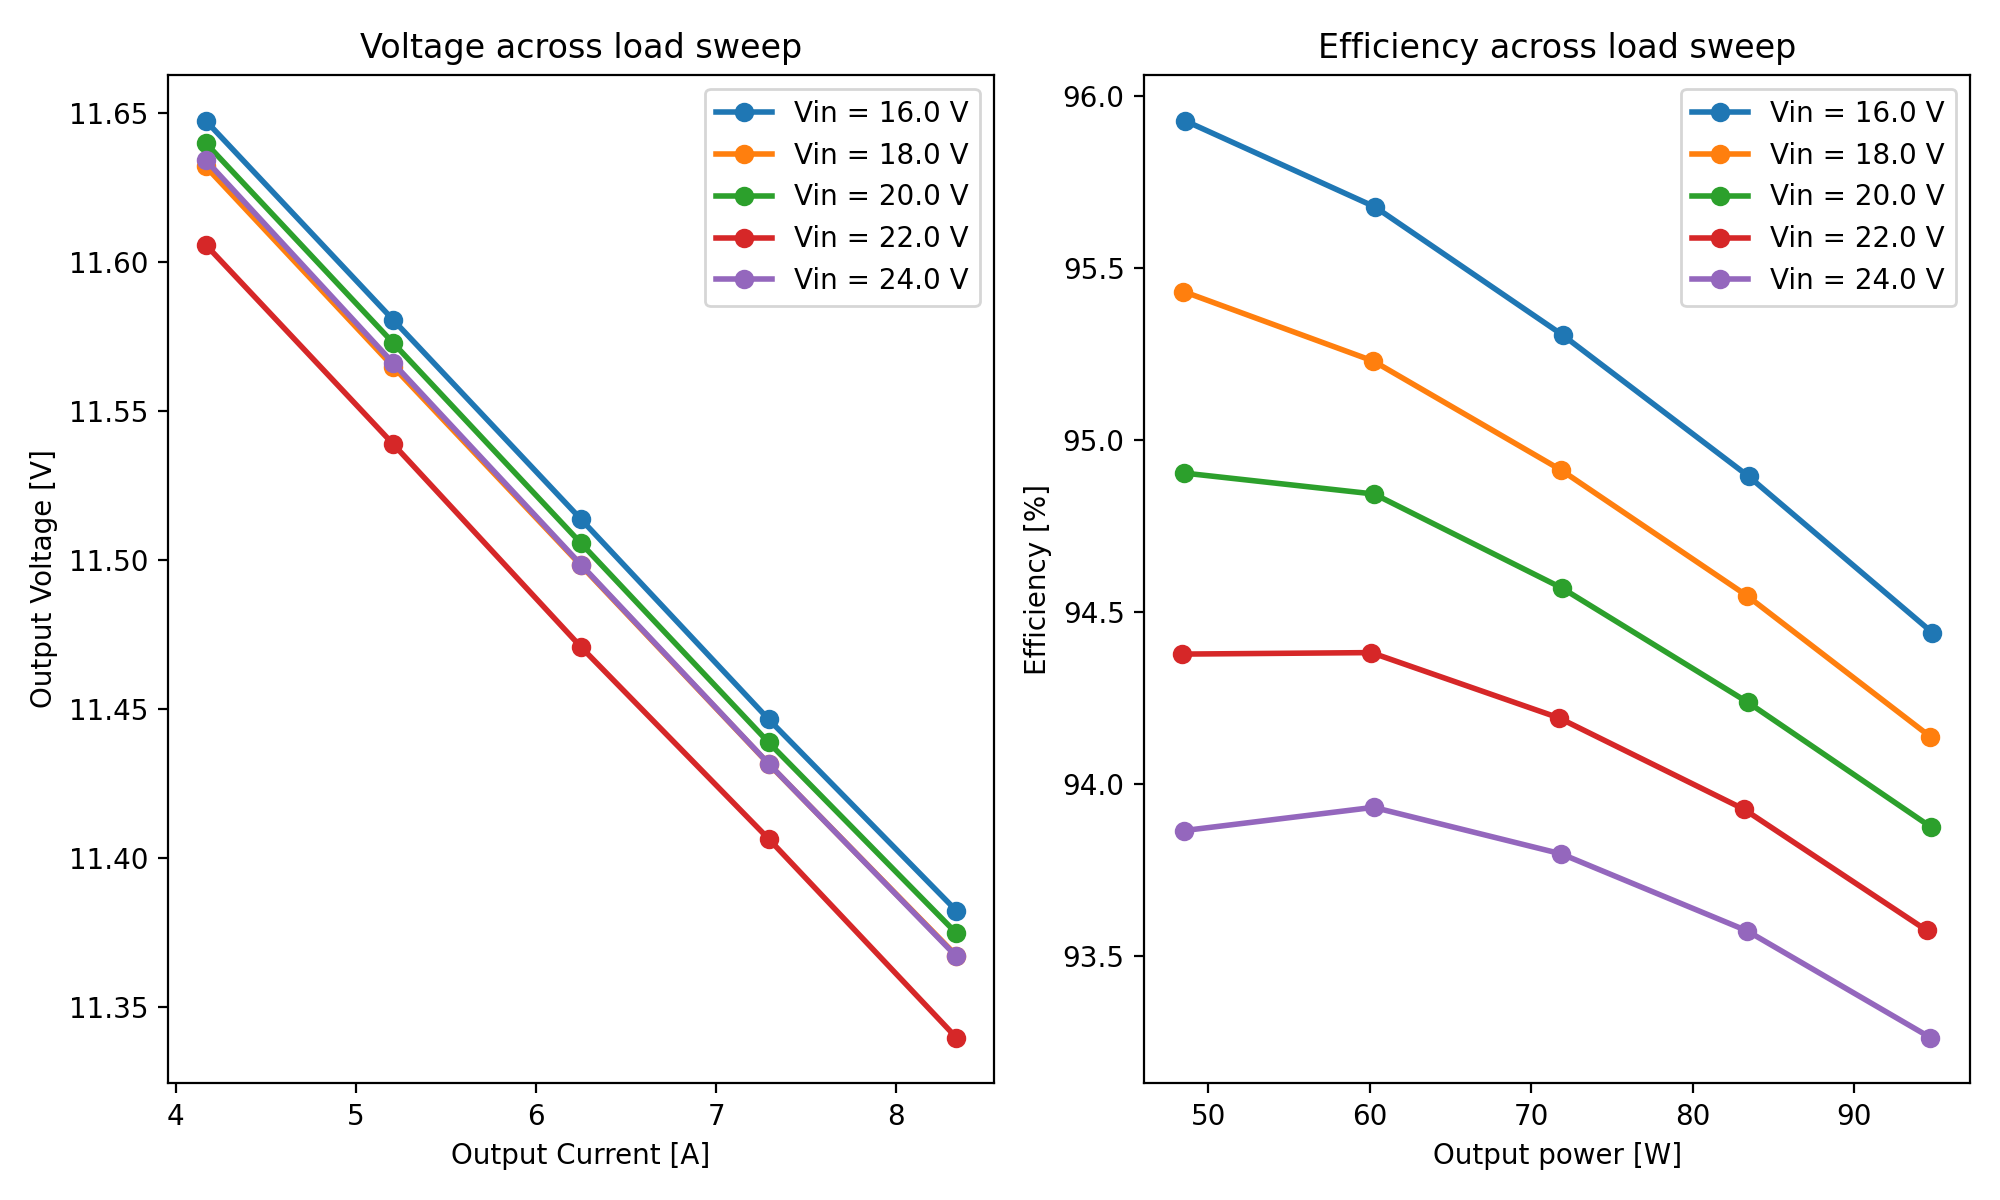 Voltage across load sweep
11.65
11.60
11.55
11.50
11.45
11.40
11.35
Output Voltage [V]
4 5 6 7 8
Output Current [A]
Vin = 16.0 V
Vin = 18.0 V
Vin = 20.0 V
Vin = 22.0 V
Vin = 24.0 V
Efficiency across load sweep
96.0
95.5
95.0
94.5
94.0
93.5
Efficiency [%]
50 60 70 80 90
Output power [W]
Vin = 16.0 V
Vin = 18.0 V
Vin = 20.0 V
Vin = 22.0 V
Vin = 24.0 V